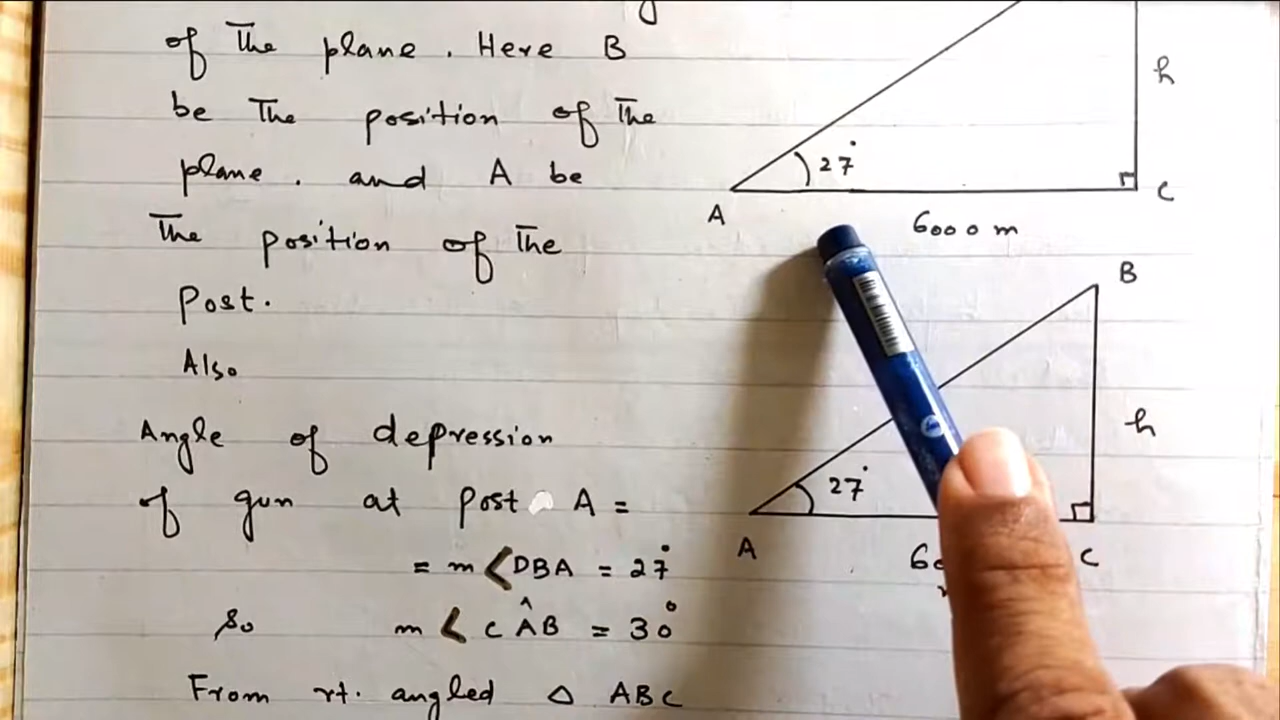 of The plane. Here B
be The position of The
plane. and A be
The position of The
Post.
Also
Angle of depression
of gun at post A =
= m<DBA = 27°
So m<CÂB = 30°
From rt. angled △ ABC
h
27°
A
C
6000 m
B
h
27°
A
C